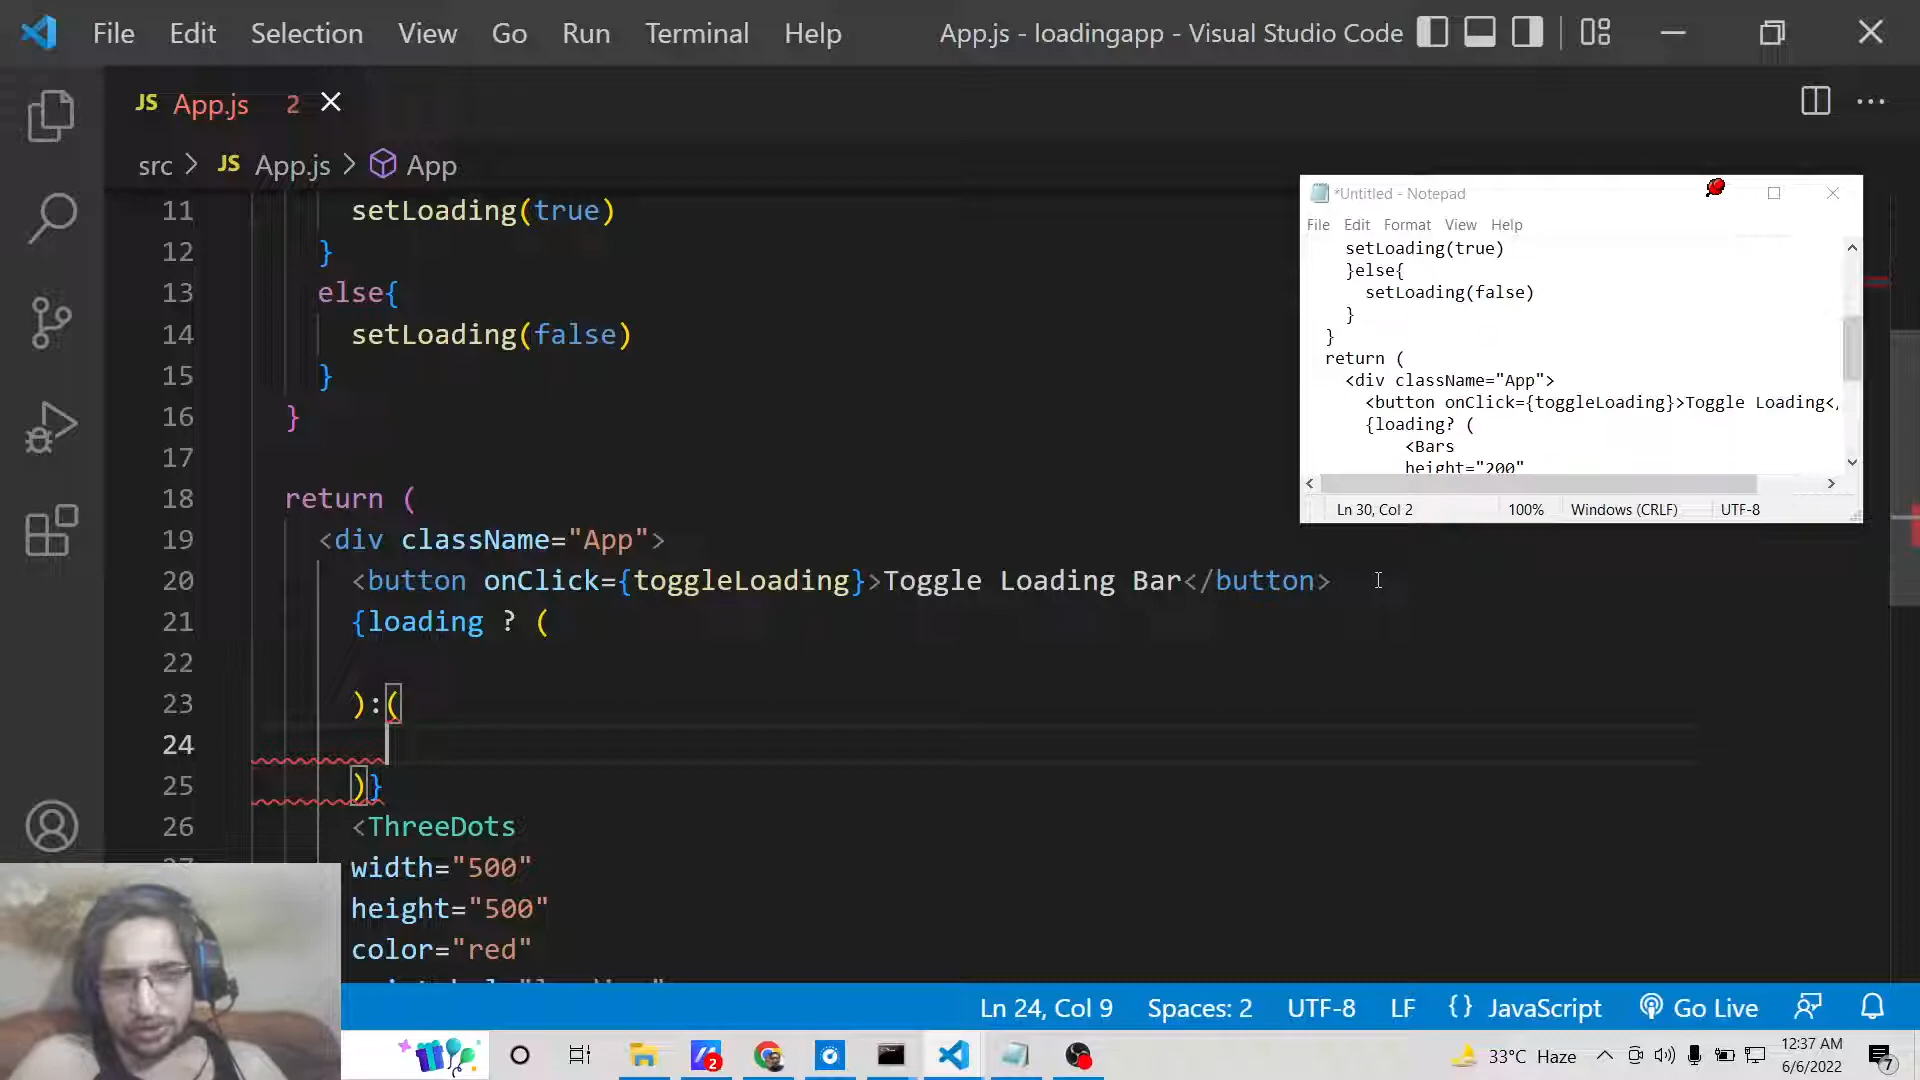 File Edit Selection View Go Run Terminal Help
App.js - loadingapp - Visual Studio Code
JS App.js 2
src > JS App.js > App
11 setLoading(true)
12 }
13 else{
14 setLoading(false)
15 }
16 }
17
18 return (
19 <div className="App">
20 <button onClick={toggleLoading}>Toggle Loading Bar</button>
21 {loading ? (
22
23 ):(
24
25 )}
26 <ThreeDots
width="500"
height="500"
color="red"
*Untitled - Notepad
File Edit Format View Help
setLoading(true)
}else{
setLoading(false)
}
}
return (
<div className="App">
<button onClick={toggleLoading}>Toggle Loading<
{loading? (
<Bars
height="200"
Ln 30, Col 2 100% Windows (CRLF) UTF-8
Ln 24, Col 9 Spaces: 2 UTF-8 LF {} JavaScript Go Live
2
33°C Haze
12:37 AM
6/6/2022
7